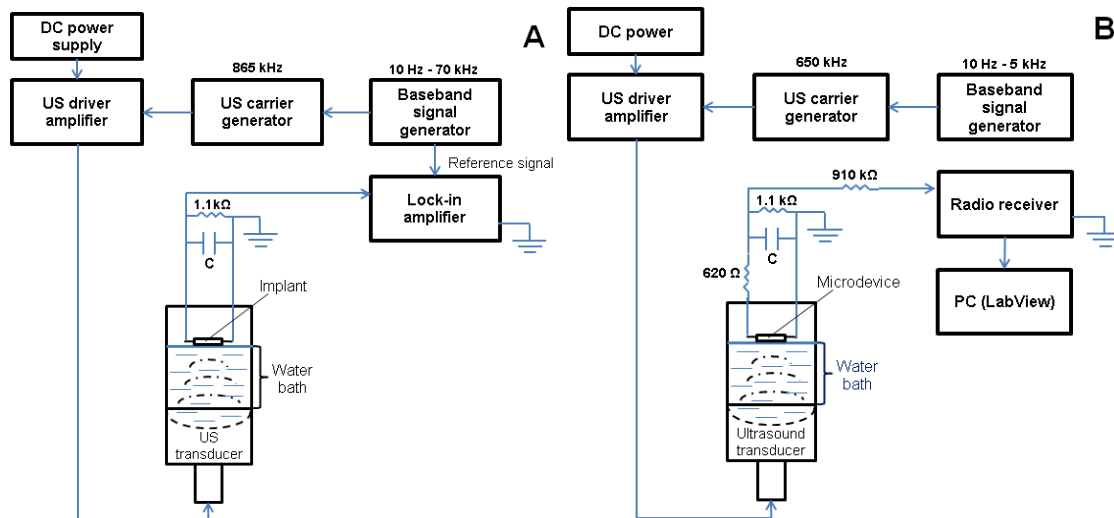 DC power
supply
A
865 kHz
10 Hz - 70 kHz
US driver
amplifier
US carrier
generator
Baseband
signal
generator
Reference signal
1.1kΩ
Lock-in
amplifier
C
Implant
Water
bath
US
transducer
DC power
B
650 kHz
10 Hz - 5 kHz
US driver
amplifier
US carrier
generator
Baseband
signal
generator
910 kΩ
1.1 kΩ
Radio receiver
C
620 Ω
Microdevice
PC (LabView)
Water
bath
Ultrasound
transducer